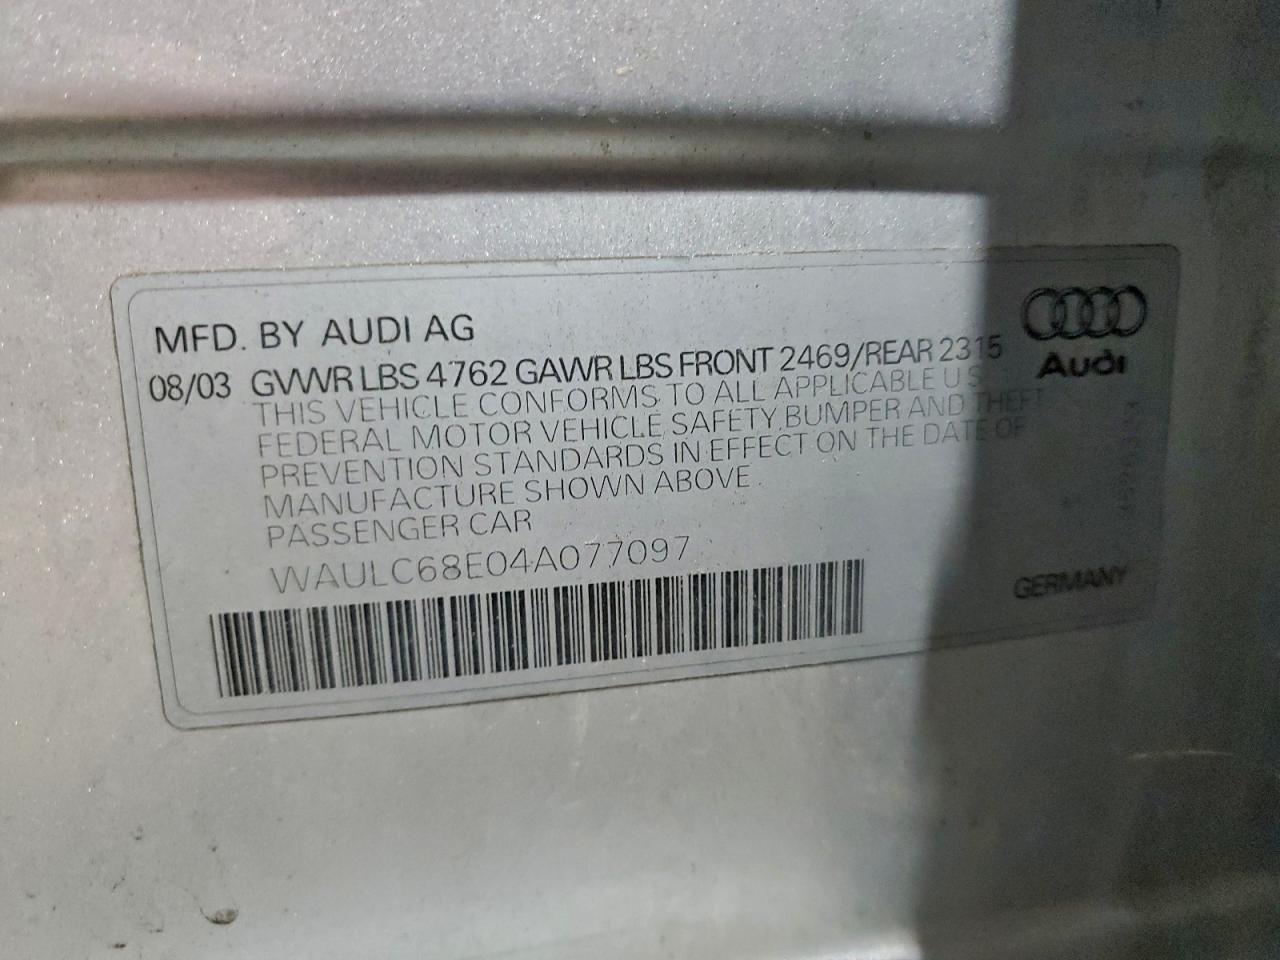 MFD. BY AUDI AG
08/03 GVWR LBS 4762 GAWR LBS FRONT 2469/REAR 2315
THIS VEHICLE CONFORMS TO ALL APPLICABLE U S
FEDERAL MOTOR VEHICLE SAFETY, BUMPER AND THEFT
PREVENTION STANDARDS IN EFFECT ON THE DATE OF
MANUFACTURE SHOWN ABOVE.
PASSENGER CAR
WAULC68E04A077097
Audi
GERMANY